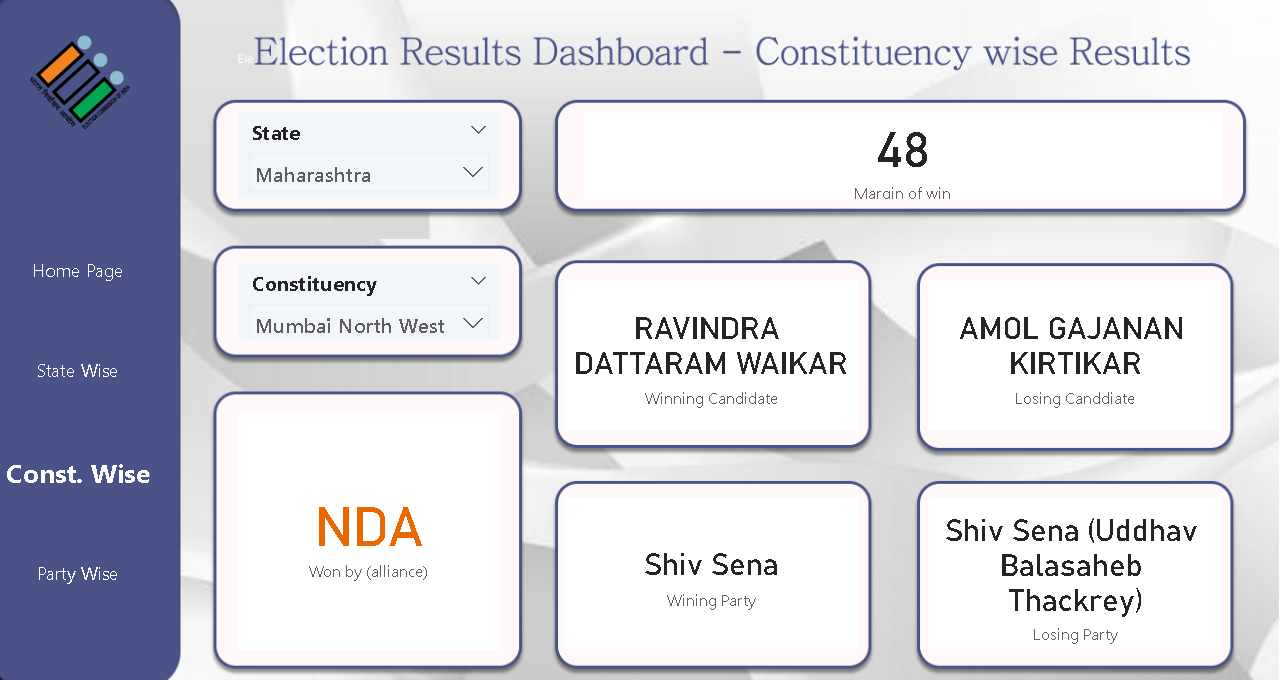 Election Results Dashboard - Constituency wise Results
Ele
State
Maharashtra
48
Margin of win
Constituency
Mumbai North West
RAVINDRA
DATTARAM WAIKAR
Winning Candidate
AMOL GAJANAN
KIRTIKAR
Losing Canddiate
NDA
Won by (alliance)
Shiv Sena
Wining Party
Shiv Sena (Uddhav
Balasaheb
Thackrey)
Losing Party
Home Page
State Wise
Const. Wise
Party Wise